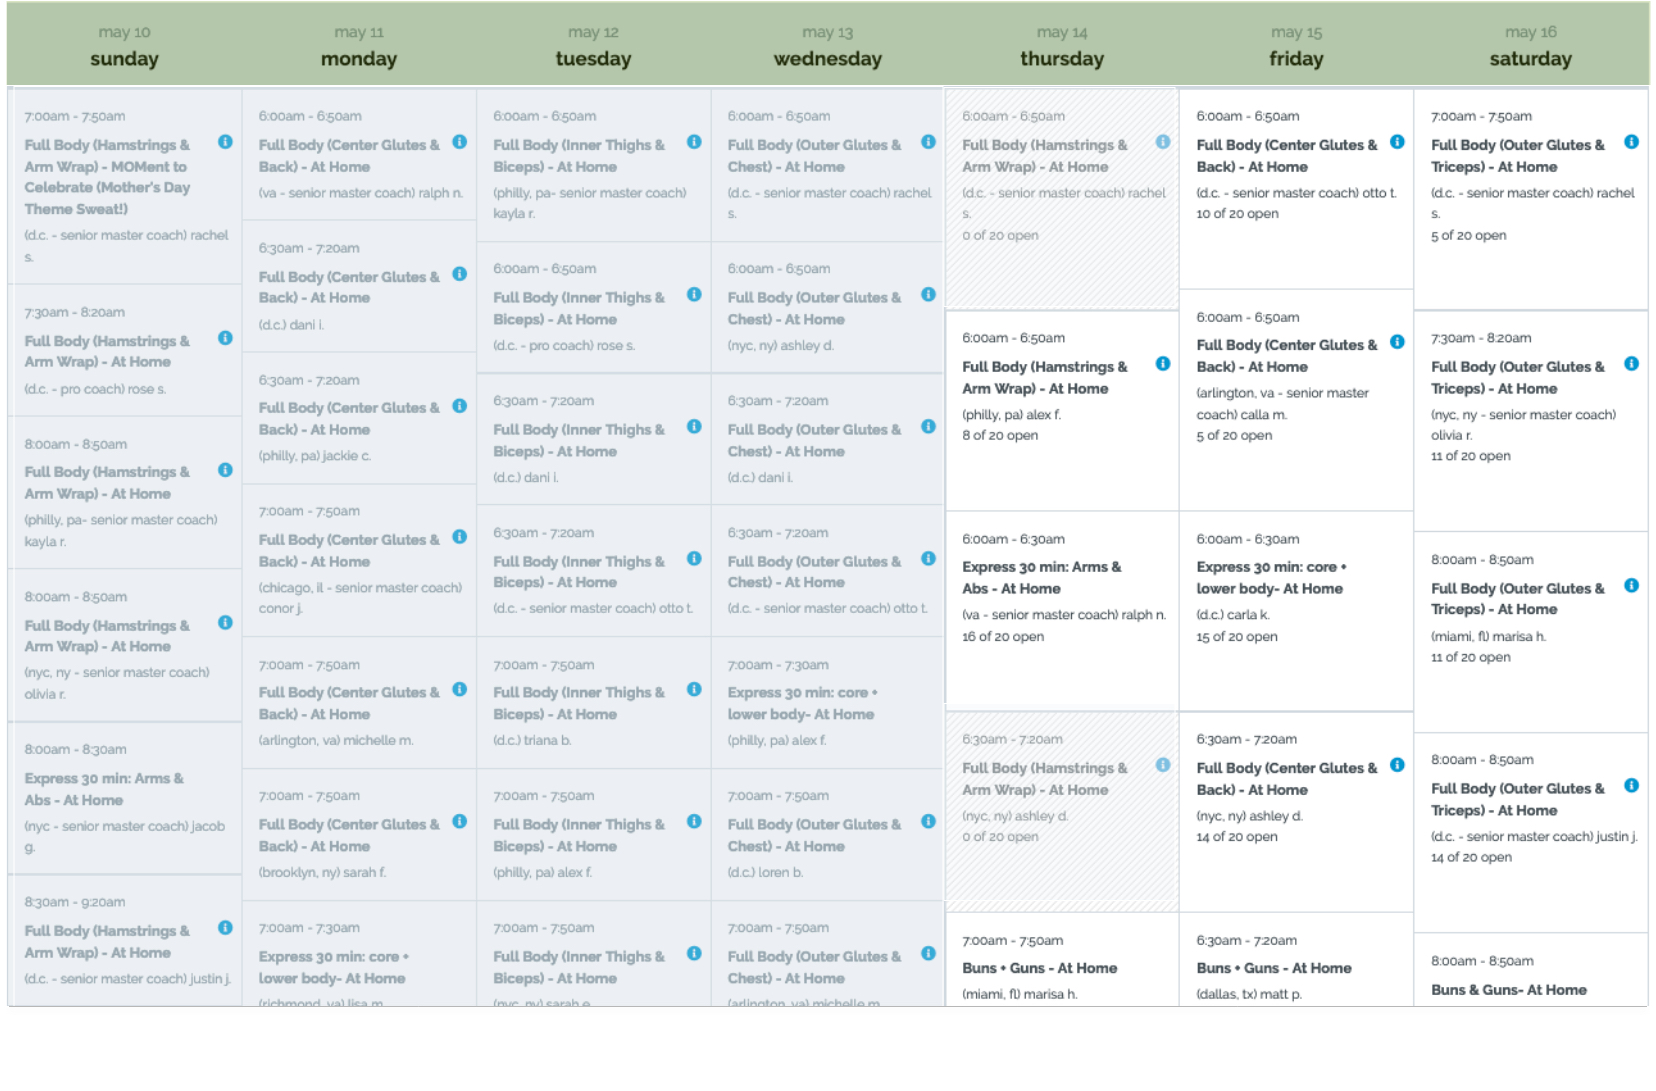 may 10
sunday
7:00am - 7:50am
Full Body (Hamstrings &
Arm Wrap) - MOMent to
Celebrate (Mother's Day
Theme Sweat!)
(d.c. - senior master coach) rachel
s.
7:30am - 8:20am
Full Body (Hamstrings &
Arm Wrap) - At Home
(d.c. - pro coach) rose s.
8:00am - 8:50am
Full Body (Hamstrings &
Arm Wrap) - At Home
(philly, pa- senior master coach)
kayla r.
8:00am - 8:50am
Full Body (Hamstrings &
Arm Wrap) - At Home
(nyc, ny - senior master coach)
olivia r.
8:00am - 8:30am
Express 30 min: Arms &
Abs - At Home
(nyc - senior master coach) jacob
g.
8:30am - 9:20am
Full Body (Hamstrings &
Arm Wrap) - At Home
(d.c. - senior master coach) justin j.
may 11
monday
6:00am - 6:50am
Full Body (Center Glutes &
Back) - At Home
(va - senior master coach) ralph n.
6:30am - 7:20am
Full Body (Center Glutes &
Back) - At Home
(d.c.) dani i.
6:30am - 7:20am
Full Body (Center Glutes &
Back) - At Home
(philly, pa) jackie c.
7:00am - 7:50am
Full Body (Center Glutes &
Back) - At Home
(chicago, il - senior master coach)
conor j.
7:00am - 7:50am
Full Body (Center Glutes &
Back) - At Home
(arlington, va) michelle m.
7:00am - 7:50am
Full Body (Center Glutes &
Back) - At Home
(brooklyn, ny) sarah f.
7:00am - 7:30am
Express 30 min: core +
lower body- At Home
(richmond, va) lisa m.
may 12
tuesday
6:00am - 6:50am
Full Body (Inner Thighs &
Biceps) - At Home
(philly, pa- senior master coach)
kayla r.
6:00am - 6:50am
Full Body (Inner Thighs &
Biceps) - At Home
(d.c. - pro coach) rose s.
6:30am - 7:20am
Full Body (Inner Thighs &
Biceps) - At Home
(d.c.) dani i.
6:30am - 7:20am
Full Body (Inner Thighs &
Biceps) - At Home
(d.c. - senior master coach) otto t.
7:00am - 7:50am
Full Body (Inner Thighs &
Biceps) - At Home
(d.c.) triana b.
7:00am - 7:50am
Full Body (Inner Thighs &
Biceps) - At Home
(philly, pa) alex f.
7:00am - 7:50am
Full Body (Inner Thighs &
Biceps) - At Home
(nyc, ny) sarah e.
may 13
wednesday
6:00am - 6:50am
Full Body (Outer Glutes &
Chest) - At Home
(d.c. - senior master coach) rachel
s.
6:00am - 6:50am
Full Body (Outer Glutes &
Chest) - At Home
(nyc, ny) ashley d.
6:30am - 7:20am
Full Body (Outer Glutes &
Chest) - At Home
(d.c.) dani i.
6:30am - 7:20am
Full Body (Outer Glutes &
Chest) - At Home
(d.c. - senior master coach) otto t.
7:00am - 7:30am
Express 30 min: core +
lower body- At Home
(philly, pa) alex f.
7:00am - 7:50am
Full Body (Outer Glutes &
Chest) - At Home
(d.c.) loren b.
7:00am - 7:50am
Full Body (Outer Glutes &
Chest) - At Home
(arlington, va) michelle m.
may 14
thursday
6:00am - 6:50am
Full Body (Hamstrings &
Arm Wrap) - At Home
(d.c. - senior master coach) rachel
s.
0 of 20 open
6:00am - 6:50am
Full Body (Hamstrings &
Arm Wrap) - At Home
(philly, pa) alex f.
8 of 20 open
6:00am - 6:30am
Express 30 min: Arms &
Abs - At Home
(va - senior master coach) ralph n.
16 of 20 open
6:30am - 7:20am
Full Body (Hamstrings &
Arm Wrap) - At Home
(nyc, ny) ashley d.
0 of 20 open
7:00am - 7:50am
Buns + Guns - At Home
(miami, fl) marisa h.
may 15
friday
6:00am - 6:50am
Full Body (Center Glutes &
Back) - At Home
(d.c. - senior master coach) otto t.
10 of 20 open
6:00am - 6:50am
Full Body (Center Glutes &
Back) - At Home
(arlington, va - senior master
coach) calla m.
5 of 20 open
6:00am - 6:30am
Express 30 min: core +
lower body- At Home
(d.c.) carla k.
15 of 20 open
6:30am - 7:20am
Full Body (Center Glutes &
Back) - At Home
(nyc, ny) ashley d.
14 of 20 open
6:30am - 7:20am
Buns + Guns - At Home
(dallas, tx) matt p.
may 16
saturday
7:00am - 7:50am
Full Body (Outer Glutes &
Triceps) - At Home
(d.c. - senior master coach) rachel
s.
5 of 20 open
7:30am - 8:20am
Full Body (Outer Glutes &
Triceps) - At Home
(nyc, ny - senior master coach)
olivia r.
11 of 20 open
8:00am - 8:50am
Full Body (Outer Glutes &
Triceps) - At Home
(miami, fl) marisa h.
11 of 20 open
8:00am - 8:50am
Full Body (Outer Glutes &
Triceps) - At Home
(d.c. - senior master coach) justin j.
14 of 20 open
8:00am - 8:50am
Buns & Guns- At Home